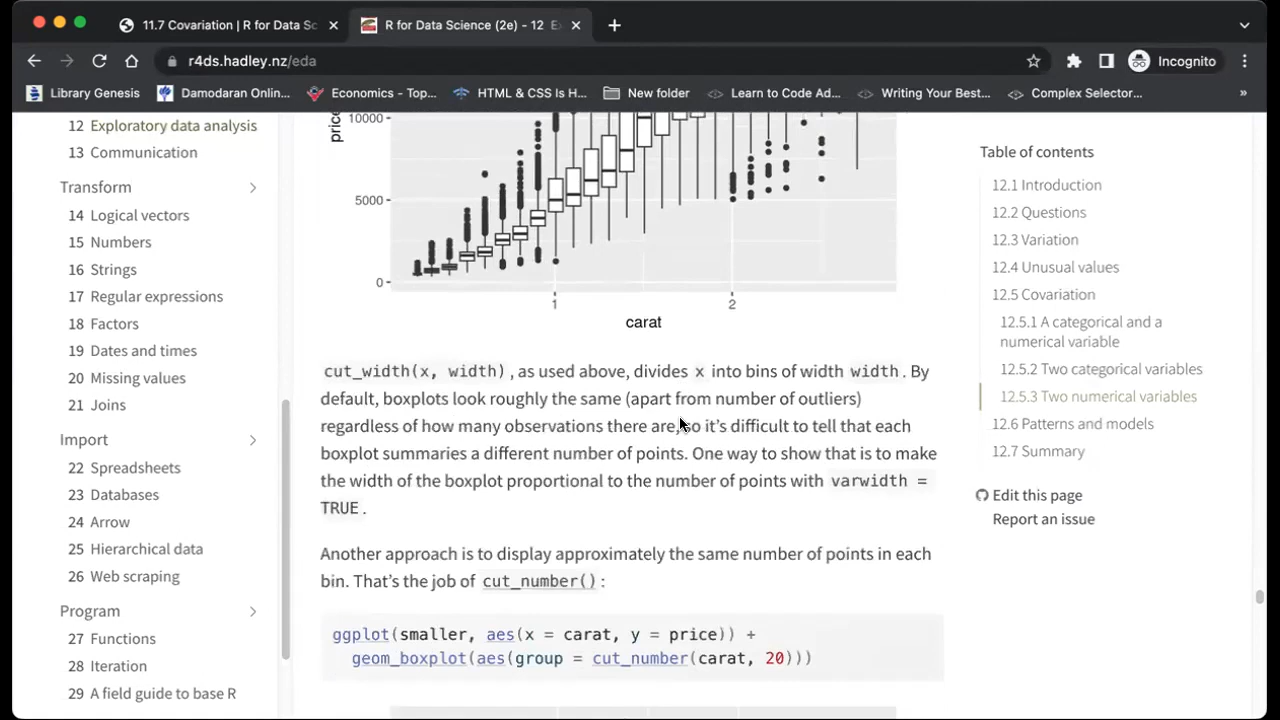 11.7 Covariation | R for Data Sc
R for Data Science (2e) - 12 Ex
r4ds.hadley.nz/eda
Incognito
Library Genesis
Damodaran Onlin...
Economics - Top...
HTML & CSS Is H...
New folder
Learn to Code Ad...
Writing Your Best...
Complex Selector...
»
12 Exploratory data analysis
13 Communication
Transform
14 Logical vectors
15 Numbers
16 Strings
17 Regular expressions
18 Factors
19 Dates and times
20 Missing values
21 Joins
Import
22 Spreadsheets
23 Databases
24 Arrow
25 Hierarchical data
26 Web scraping
Program
27 Functions
28 Iteration
29 A field guide to base R
price
10000
5000
0
1
2
carat
cut_width(x, width), as used above, divides x into bins of width width. By
default, boxplots look roughly the same (apart from number of outliers)
regardless of how many observations there are, so it's difficult to tell that each
boxplot summaries a different number of points. One way to show that is to make
the width of the boxplot proportional to the number of points with varwidth =
TRUE.
Another approach is to display approximately the same number of points in each
bin. That's the job of cut_number():
ggplot(smaller, aes(x = carat, y = price)) +
geom_boxplot(aes(group = cut_number(carat, 20)))
Table of contents
12.1 Introduction
12.2 Questions
12.3 Variation
12.4 Unusual values
12.5 Covariation
12.5.1 A categorical and a
numerical variable
12.5.2 Two categorical variables
12.5.3 Two numerical variables
12.6 Patterns and models
12.7 Summary
Edit this page
Report an issue